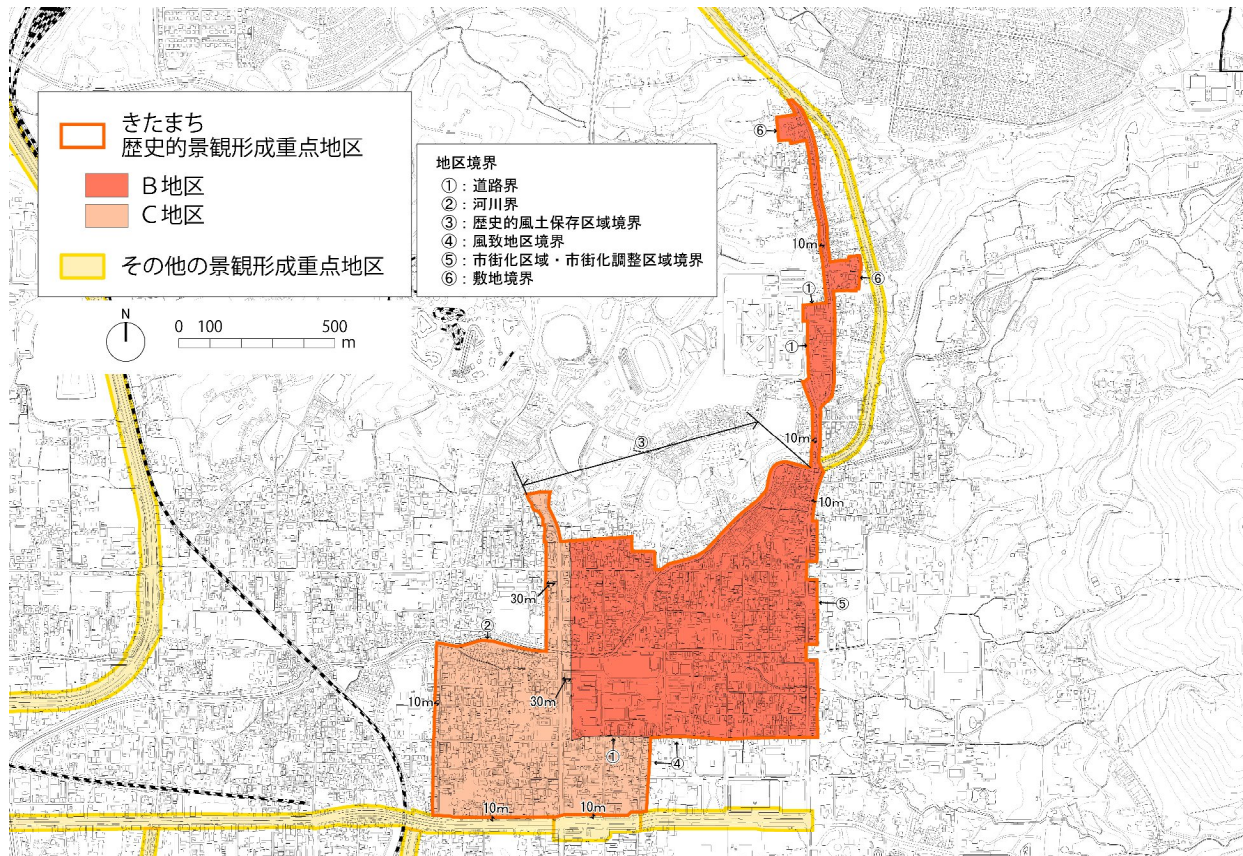 きたまち
歴史的景観形成重点地区
B地区
C地区
その他の景観形成重点地区
地区境界
①：道路界
②：河川界
③：歴史的風土保存区域境界
④：風致地区境界
⑤：市街化区域・市街化調整区域境界
⑥：敷地境界
N
0 100 500
m
⑥
10m
⑥
①
①
③
10m
10m
30m
⑤
②
10m
30m
①
④
10m
10m